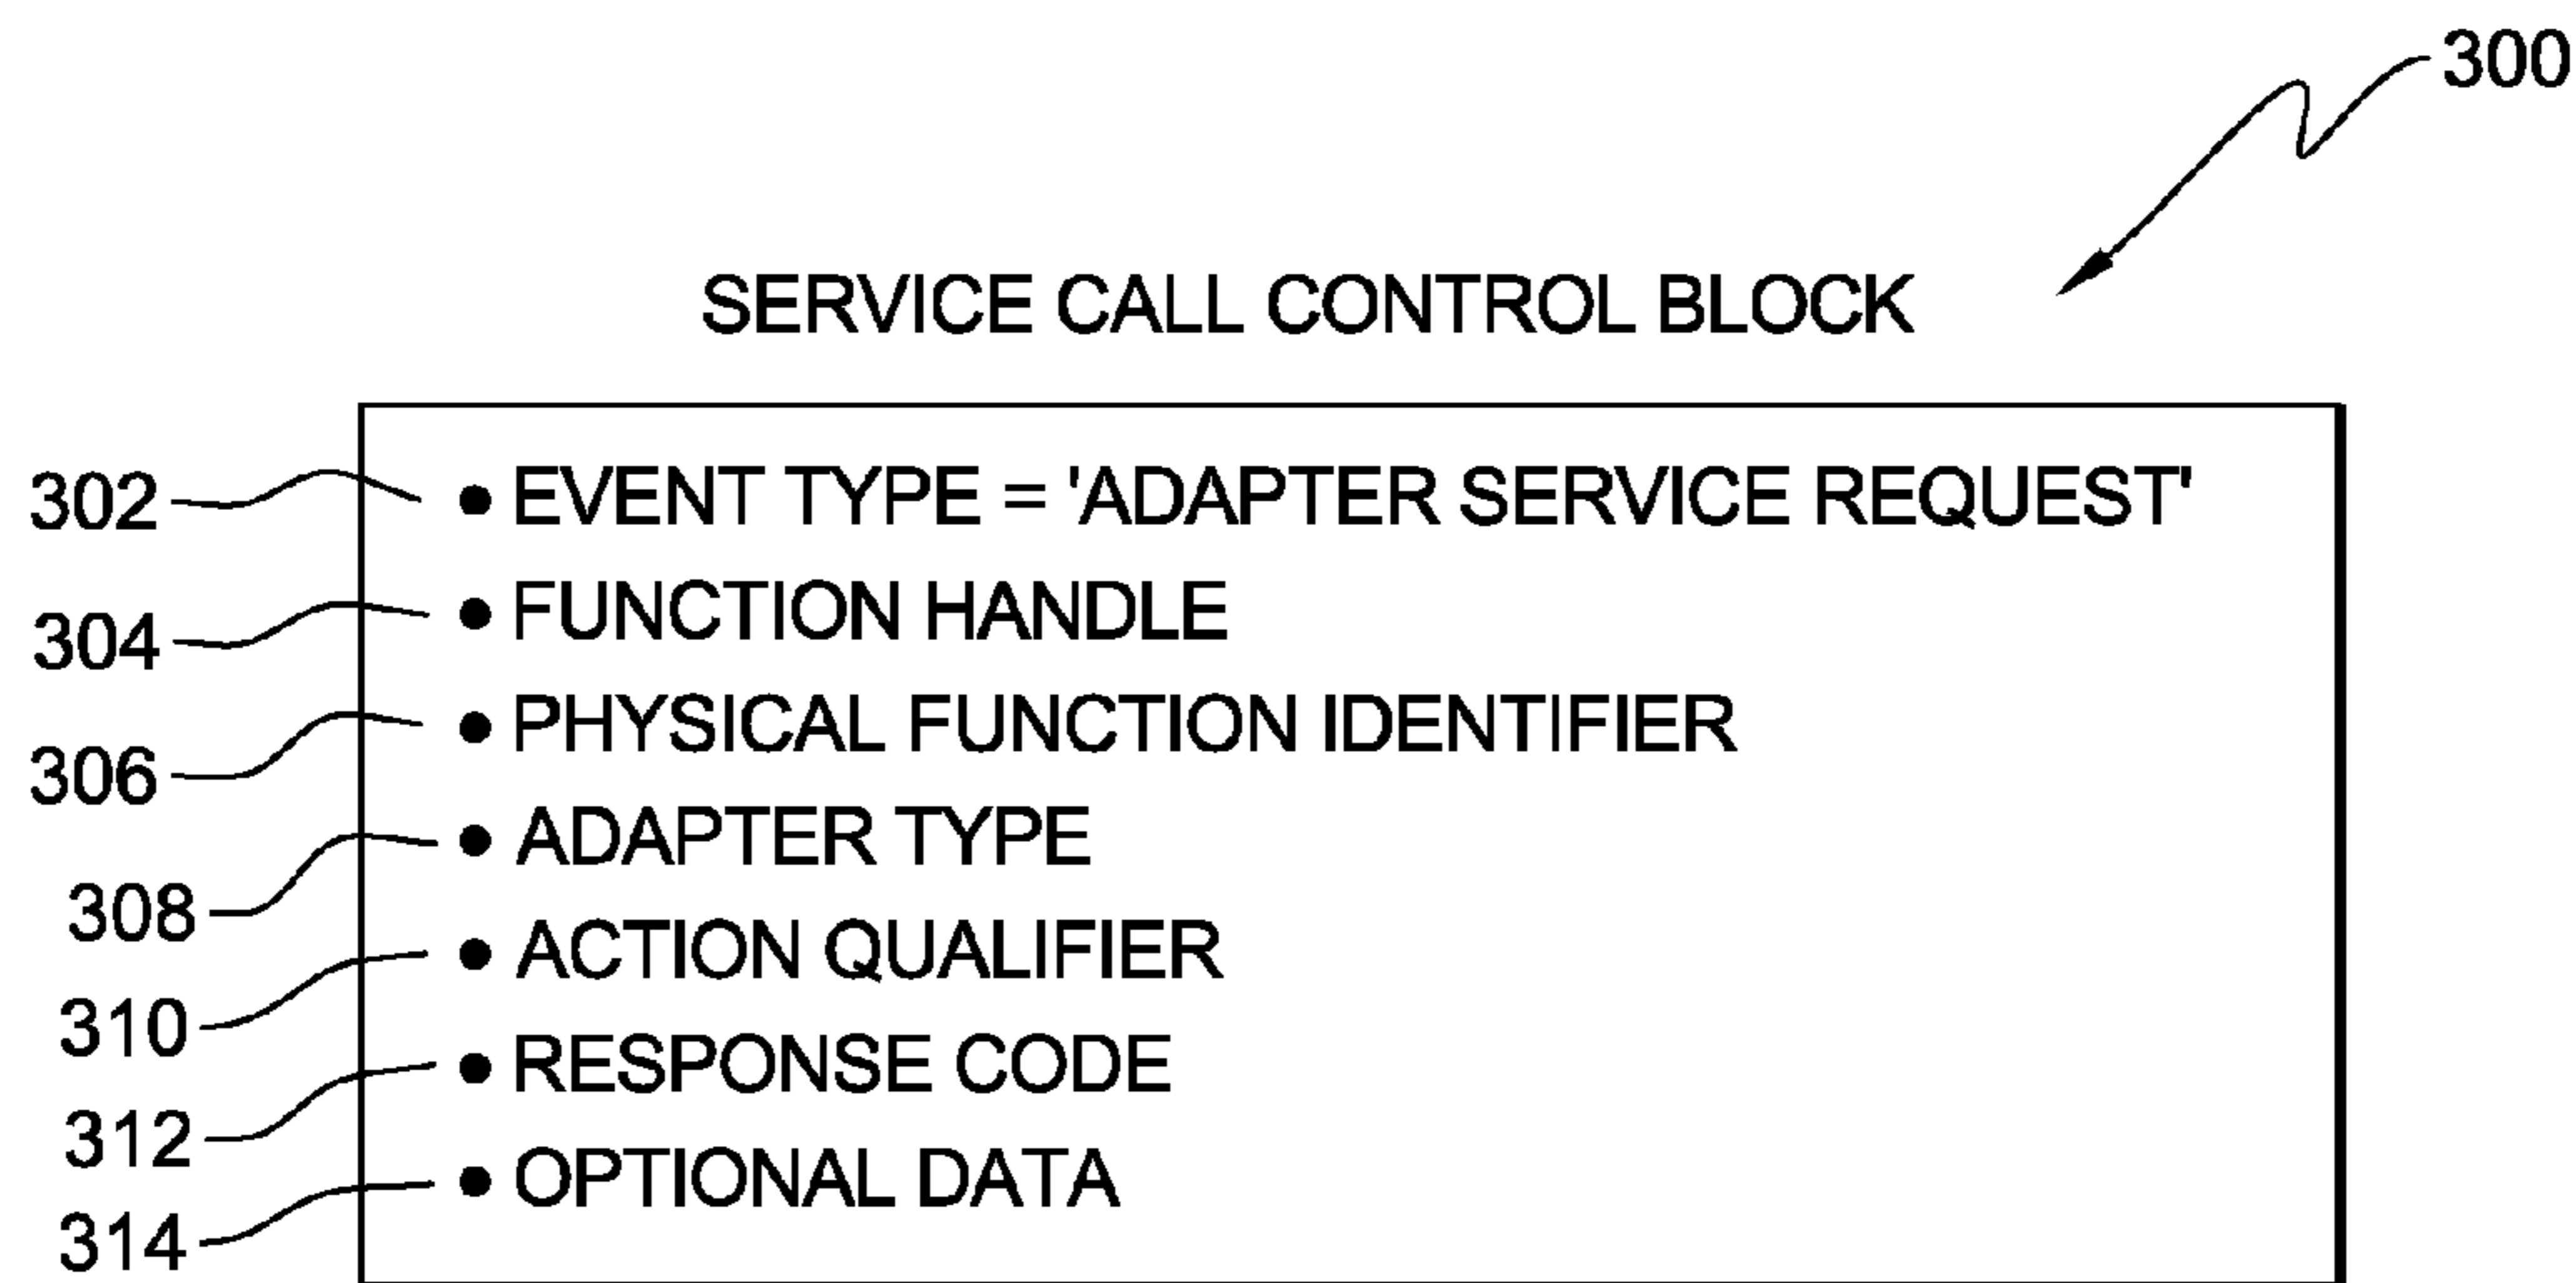 300
SERVICE CALL CONTROL BLOCK
302 • EVENT TYPE = 'ADAPTER SERVICE REQUEST'
304 • FUNCTION HANDLE
306 • PHYSICAL FUNCTION IDENTIFIER
308 • ADAPTER TYPE
310 • ACTION QUALIFIER
312 • RESPONSE CODE
314 • OPTIONAL DATA